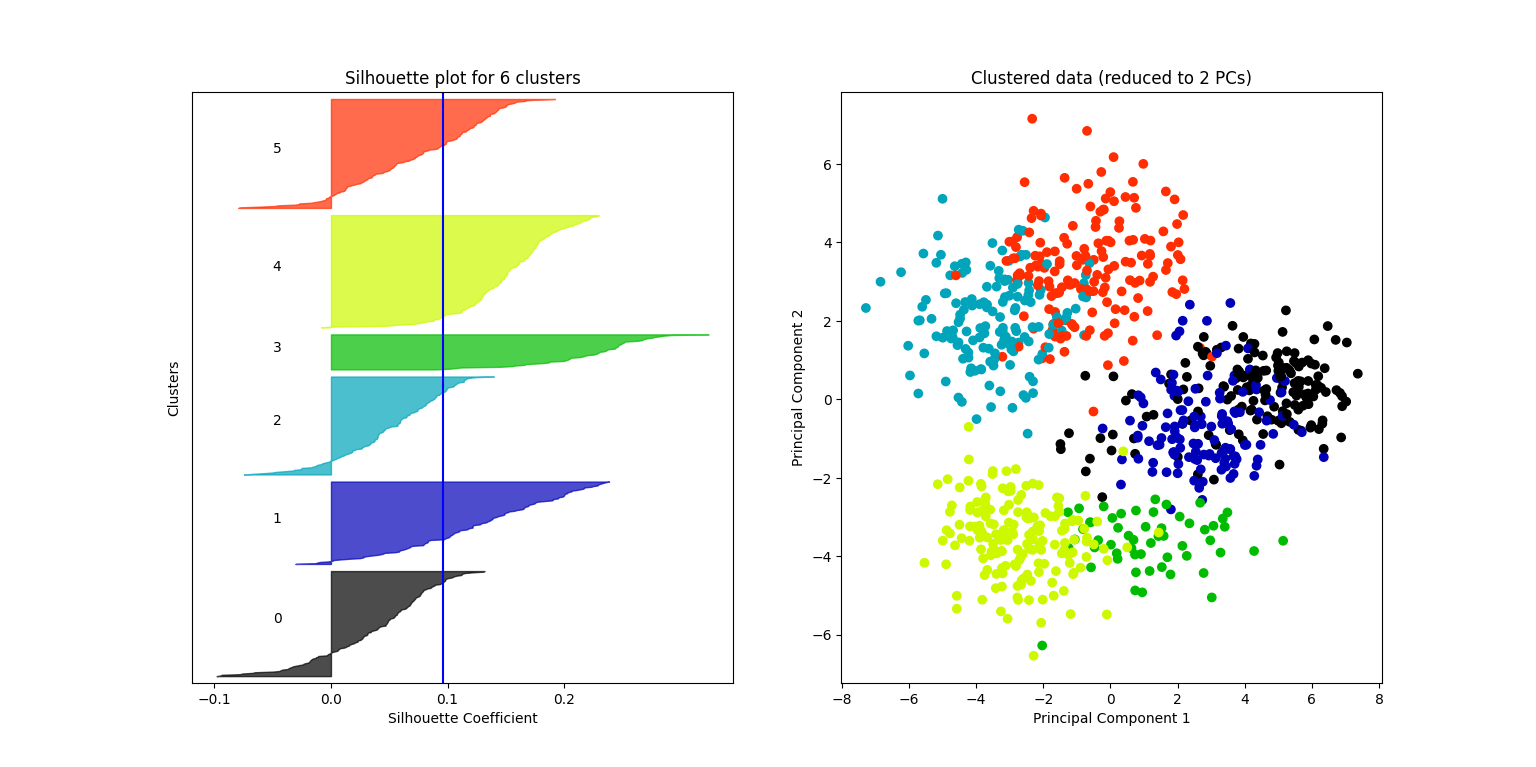 Silhouette plot for 6 clusters
Clusters
5
4
3
2
1
0
−0.1 0.0 0.1 0.2
Silhouette Coefficient
Clustered data (reduced to 2 PCs)
Principal Component 2
6
4
2
0
−2
−4
−6
−8 −6 −4 −2 0 2 4 6 8
Principal Component 1